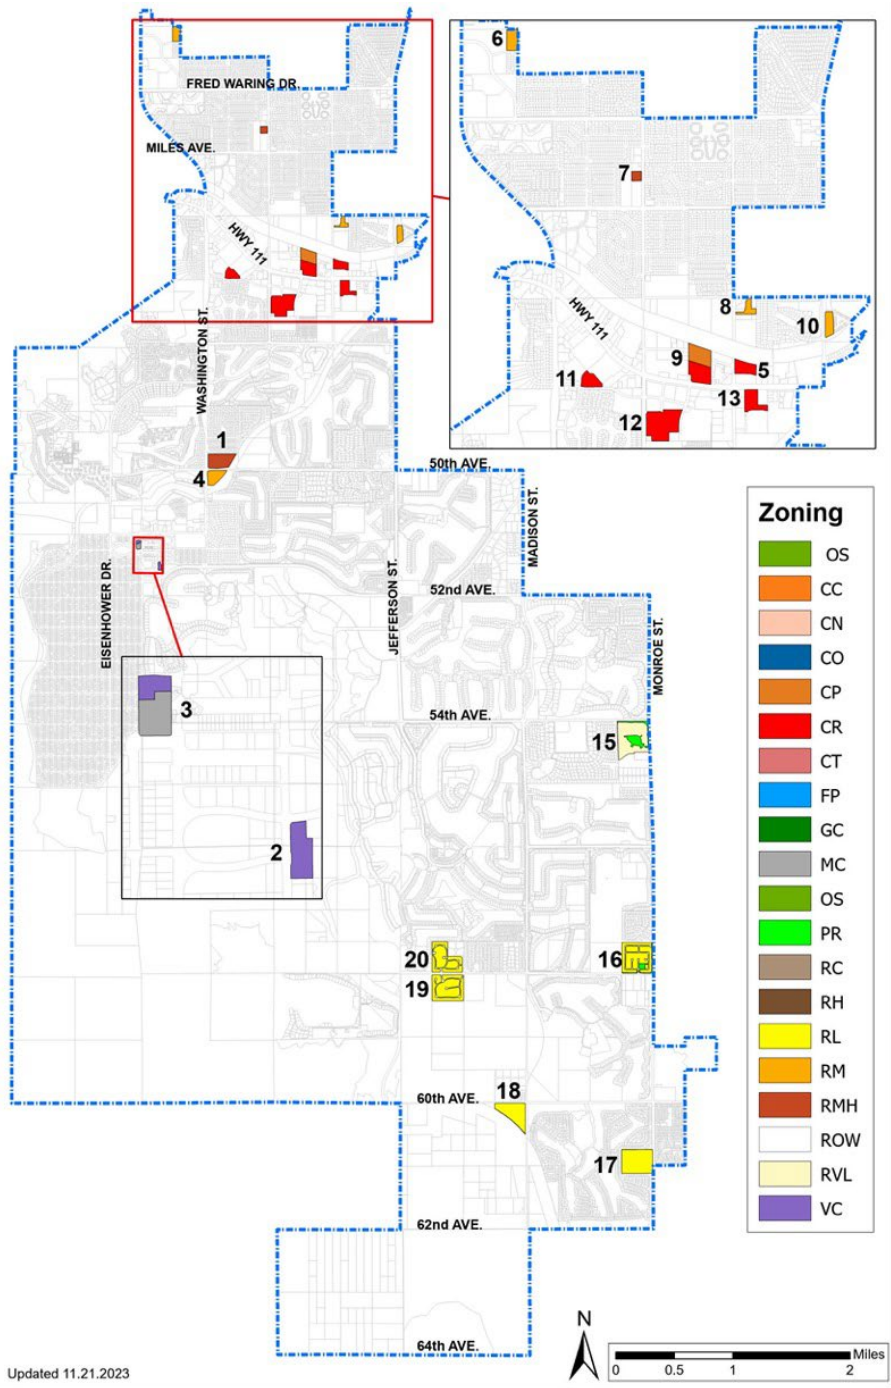 FRED WARING DR.
MILES AVE.
HWY 111
WASHINGTON ST.
6
7
HWY 111
8
10
9
5
11
13
12
1
4
50th AVE.
MADISON ST.
EISENHOWER DR.
JEFFERSON ST.
52nd AVE.
MONROE ST.
3
2
54th AVE.
15
20
16
19
60th AVE.
18
17
62nd AVE.
64th AVE.
Zoning
OS
CC
CN
CO
CP
CR
CT
FP
GC
MC
OS
PR
RC
RH
RL
RM
RMH
ROW
RVL
VC
N
Miles
0 0.5 1 2
Updated 11.21.2023